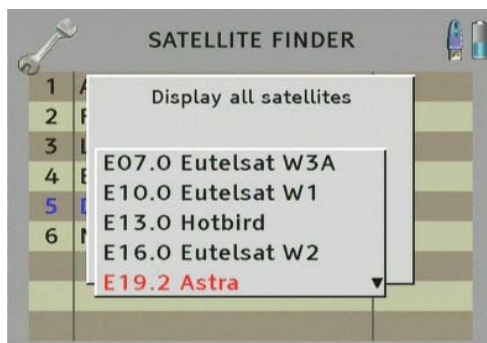 SATELLITE FINDER
Display all satellites
1
2
3
4
5
6
E07.0 Eutelsat W3A
E10.0 Eutelsat W1
E13.0 Hotbird
E16.0 Eutelsat W2
E19.2 Astra